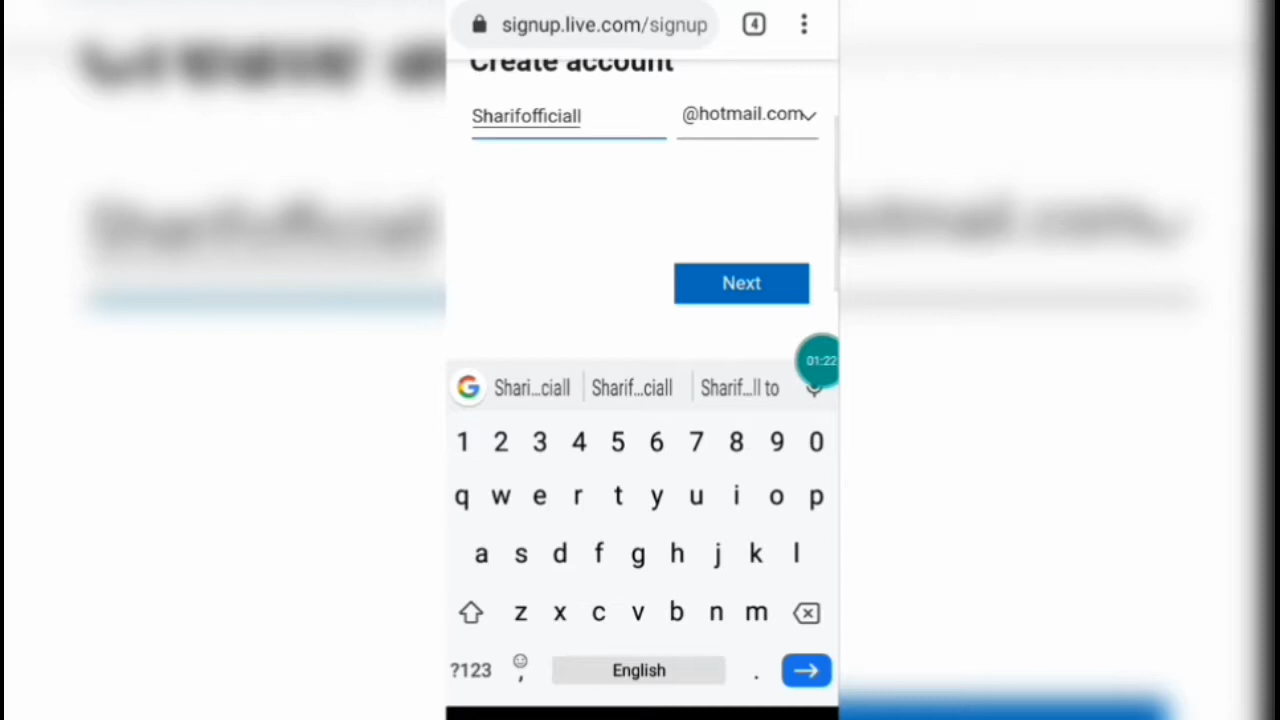 signup.live.com/signup 4
Create account
Sharifofficiall @hotmail.com
Next
01:22
Shari...ciall Sharif...ciall Sharif...ll to
1 2 3 4 5 6 7 8 9 0
q w e r t y u i o p
a s d f g h j k l
z x c v b n m
?123 , English .